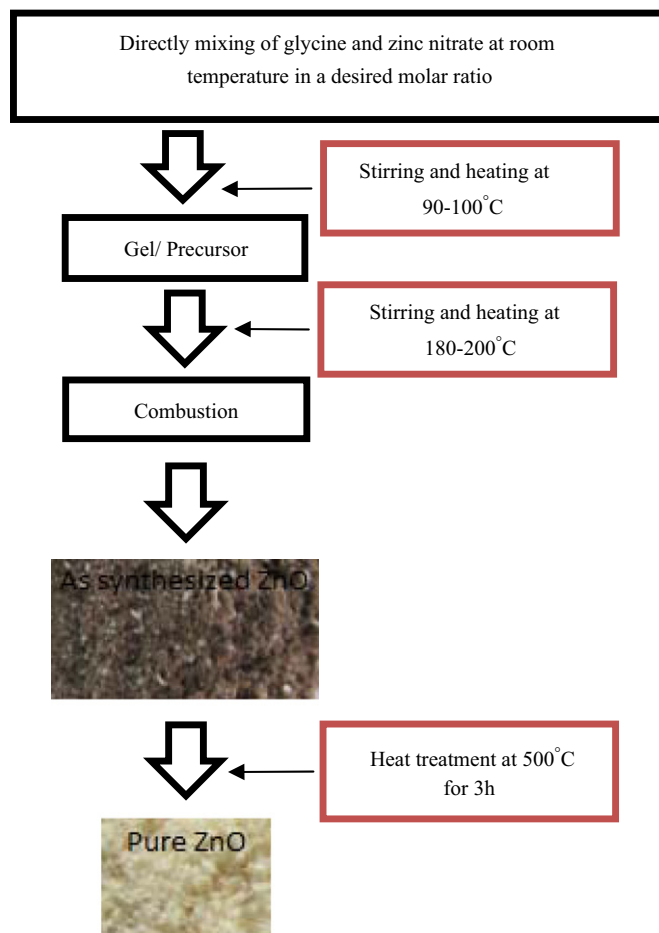 Directly mixing of glycine and zinc nitrate at room
temperature in a desired molar ratio
Stirring and heating at
90-100°C
Gel/ Precursor
Stirring and heating at
180-200°C
Combustion
As synthesized ZnO
Heat treatment at 500°C
for 3h
Pure ZnO